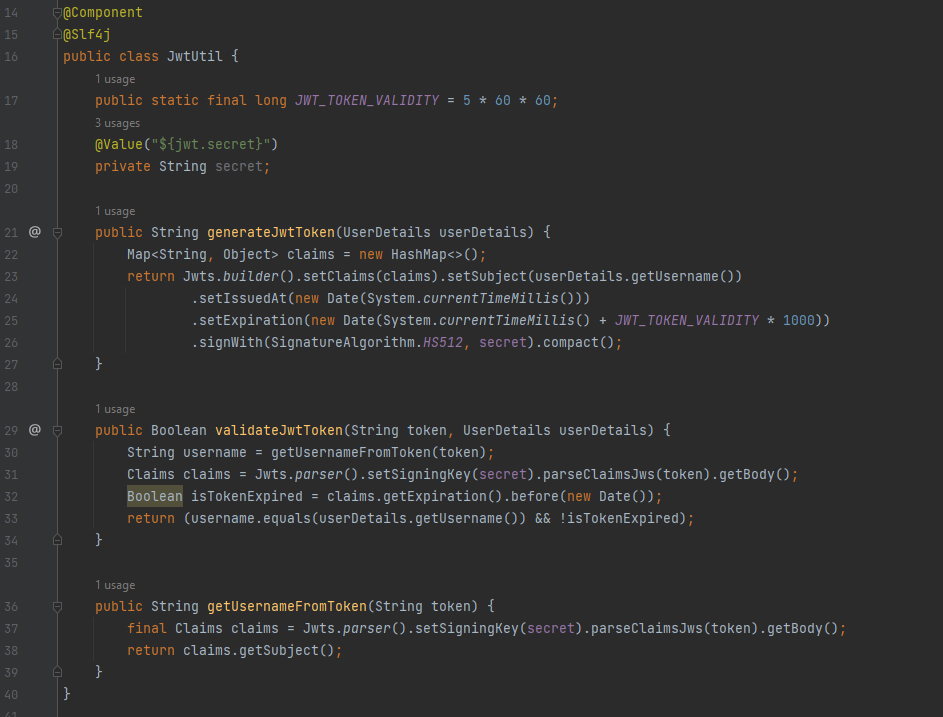 14 @Component
15 @Slf4j
16 public class JwtUtil {
1 usage
17 public static final long JWT_TOKEN_VALIDITY = 5 * 60 * 60;
3 usages
18 @Value("${jwt.secret}")
19 private String secret;
20
1 usage
21 @ public String generateJwtToken(UserDetails userDetails) {
22 Map<String, Object> claims = new HashMap<>();
23 return Jwts.builder().setClaims(claims).setSubject(userDetails.getUsername())
24 .setIssuedAt(new Date(System.currentTimeMillis()))
25 .setExpiration(new Date(System.currentTimeMillis() + JWT_TOKEN_VALIDITY * 1000))
26 .signWith(SignatureAlgorithm.HS512, secret).compact();
27 }
28
1 usage
29 @ public Boolean validateJwtToken(String token, UserDetails userDetails) {
30 String username = getUsernameFromToken(token);
31 Claims claims = Jwts.parser().setSigningKey(secret).parseClaimsJws(token).getBody();
32 Boolean isTokenExpired = claims.getExpiration().before(new Date());
33 return (username.equals(userDetails.getUsername()) && !isTokenExpired);
34 }
35
1 usage
36 public String getUsernameFromToken(String token) {
37 final Claims claims = Jwts.parser().setSigningKey(secret).parseClaimsJws(token).getBody();
38 return claims.getSubject();
39 }
40 }
41